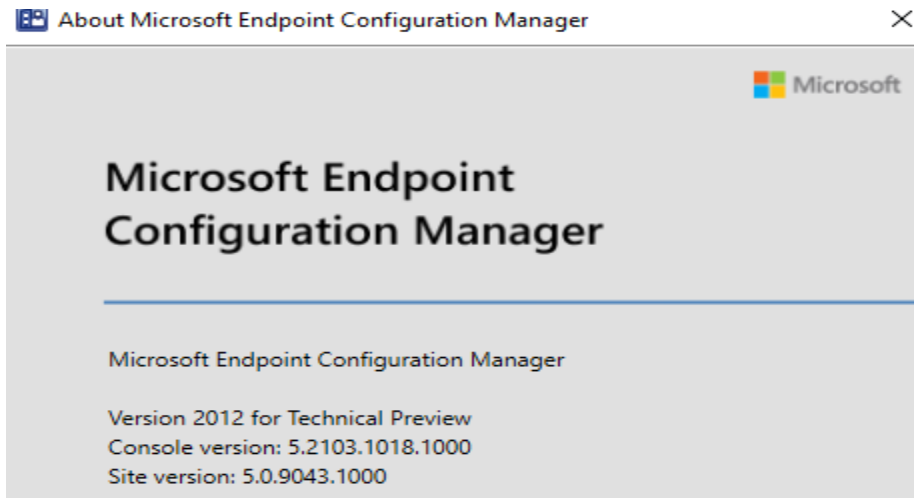 About Microsoft Endpoint Configuration Manager
Microsoft
Microsoft Endpoint
Configuration Manager
Microsoft Endpoint Configuration Manager
Version 2012 for Technical Preview
Console version: 5.2103.1018.1000
Site version: 5.0.9043.1000